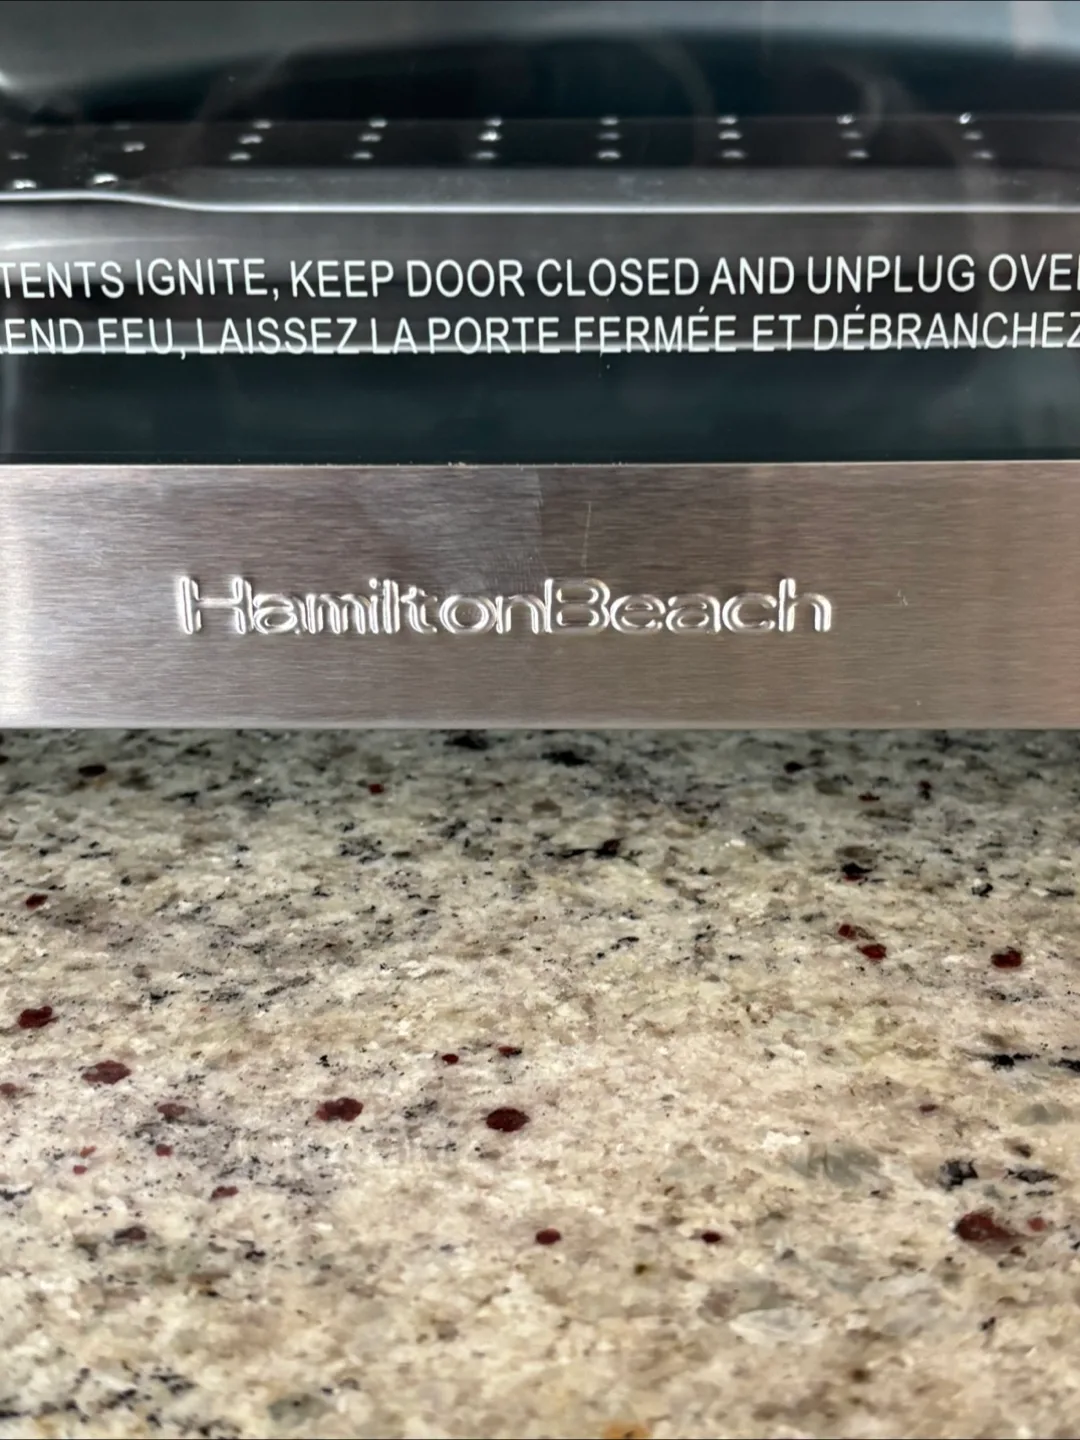 TENTS IGNITE, KEEP DOOR CLOSED AND UNPLUG OVE
END FEU, LAISSEZ LA PORTE FERMÉE ET DÉBRANCHEZ
HamiltonBeach